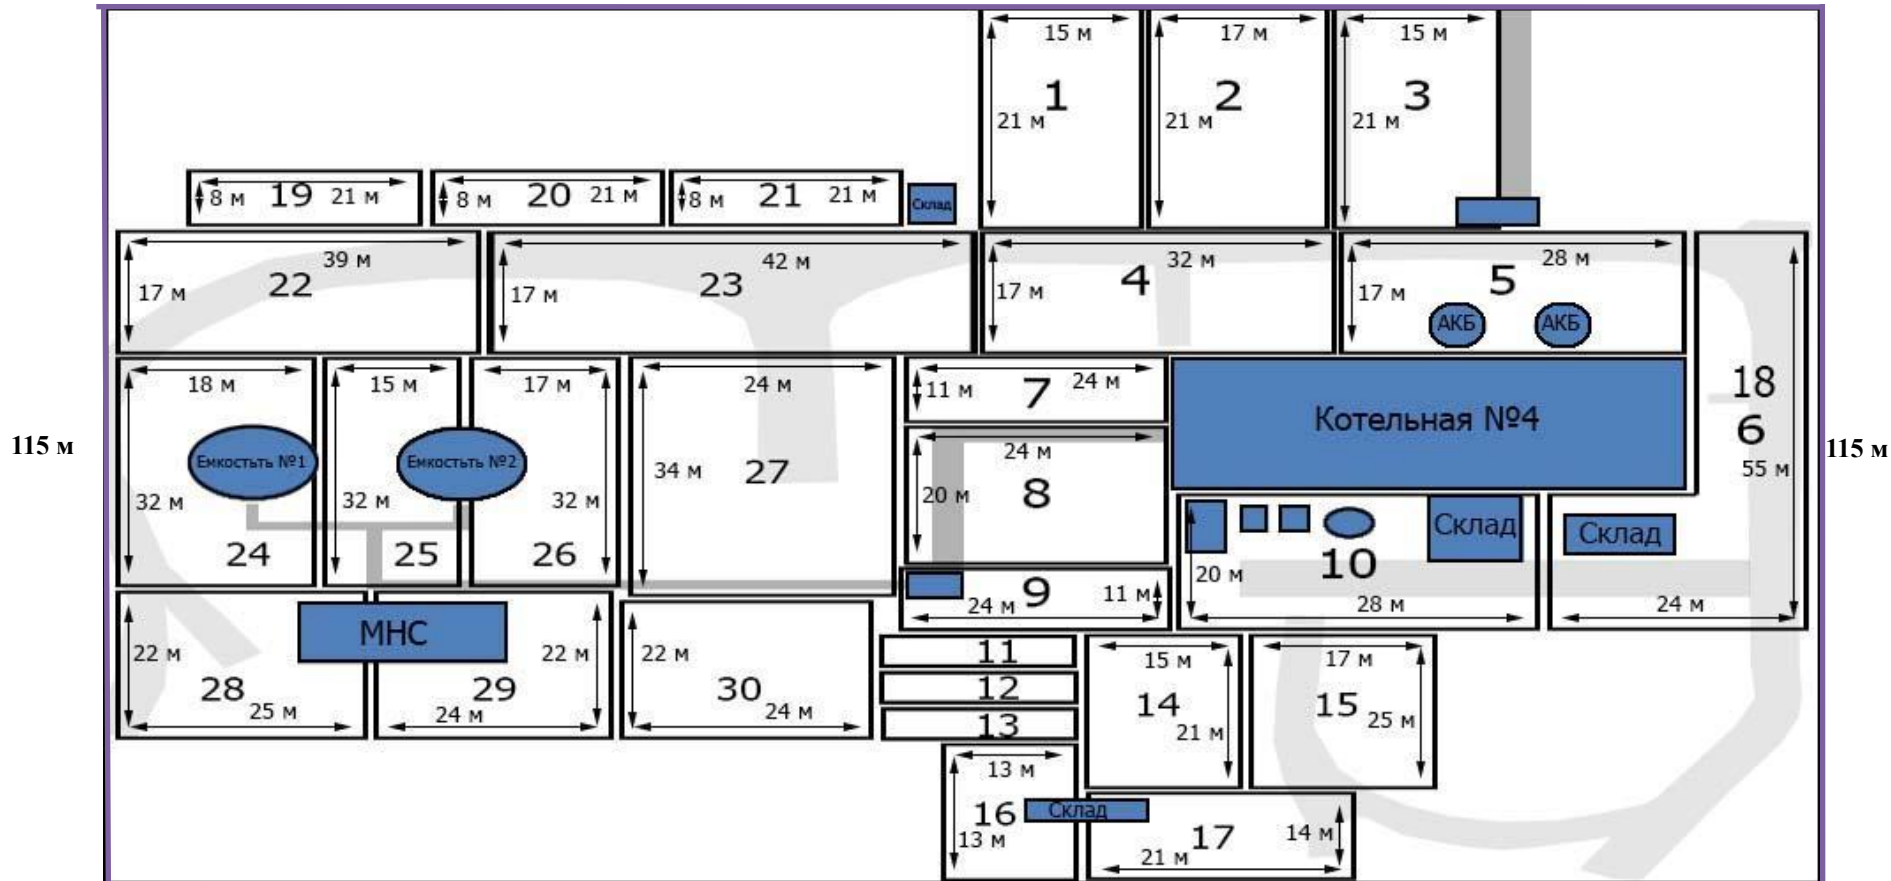 15 м
17 м
15 м
1
2
3
21 м
21 м
21 м
8 м 19 21 м
8 м 20 21 м
8 м 21 21 м
Склад
39 м
22
17 м
42 м
23
17 м
32 м
4
17 м
28 м
5
17 м
АКБ
АКБ
18 м
15 м
17 м
24 м
11 м 7 24 м
Котельная №4
18
6
55 м
115 м
115 м
Емкостьть №1
Емкостьть №2
32 м
32 м
32 м
34 м 27
24 м
20 м 8
24
25
26
Склад
Склад
20 м 10
28 м
24 м
24 м 9 11 м
МНС
22 м
22 м
22 м
28
25 м
29
24 м
30
24 м
11
12
13
15 м
14
21 м
17 м
15 25 м
13 м
16
13 м
Склад
17 14 м
21 м